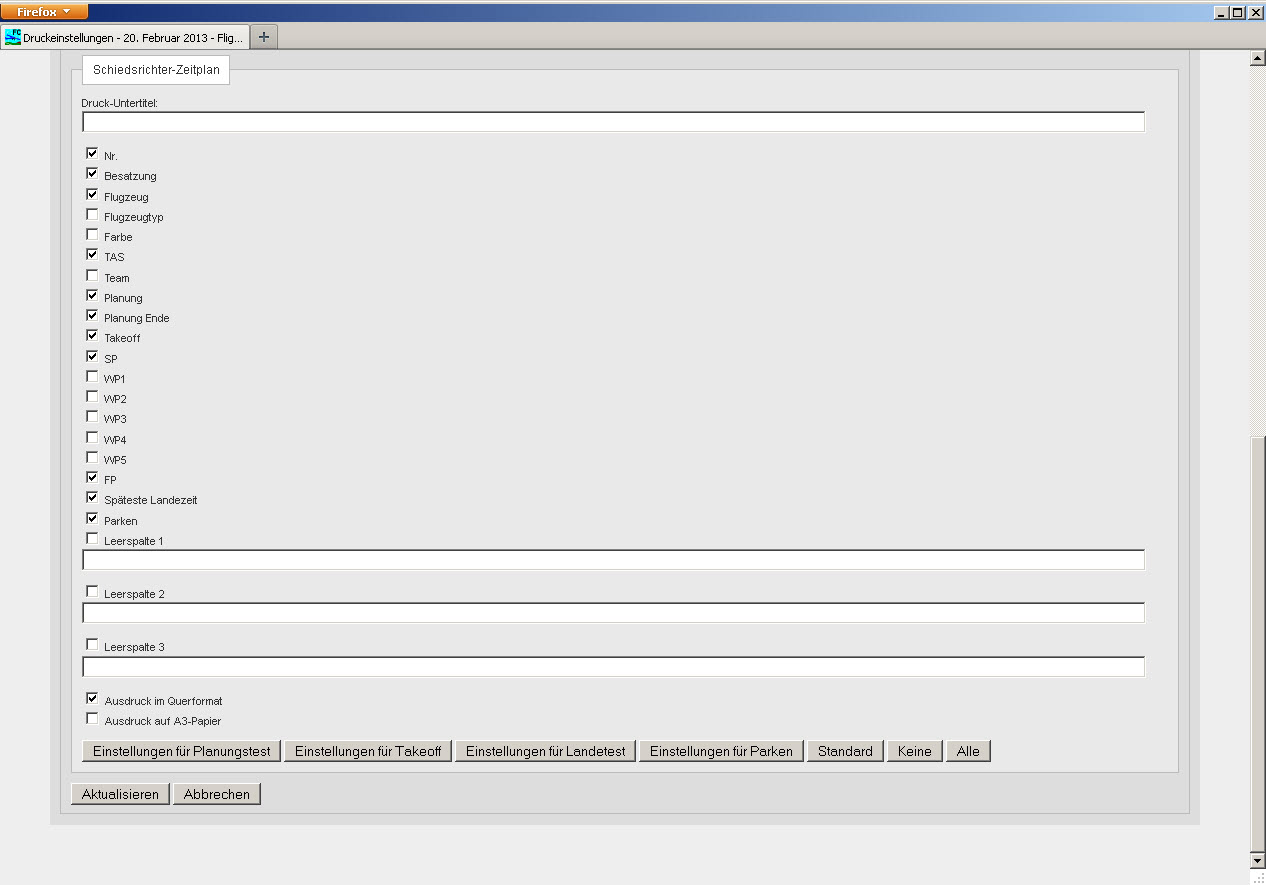 Firefox
Druckeinstellungen - 20. Februar 2013 - Flig...
Schiedsrichter-Zeitplan
Druck-Untertitel:
Nr.
Besatzung
Flugzeug
Flugzeugtyp
Farbe
TAS
Team
Planung
Planung Ende
Takeoff
SP
WP1
WP2
WP3
WP4
WP5
FP
Späteste Landezeit
Parken
Leerspalte 1
Leerspalte 2
Leerspalte 3
Ausdruck im Querformat
Ausdruck auf A3-Papier
Einstellungen für Planungstest Einstellungen für Takeoff Einstellungen für Landetest Einstellungen für Parken Standard Keine Alle
Aktualisieren Abbrechen